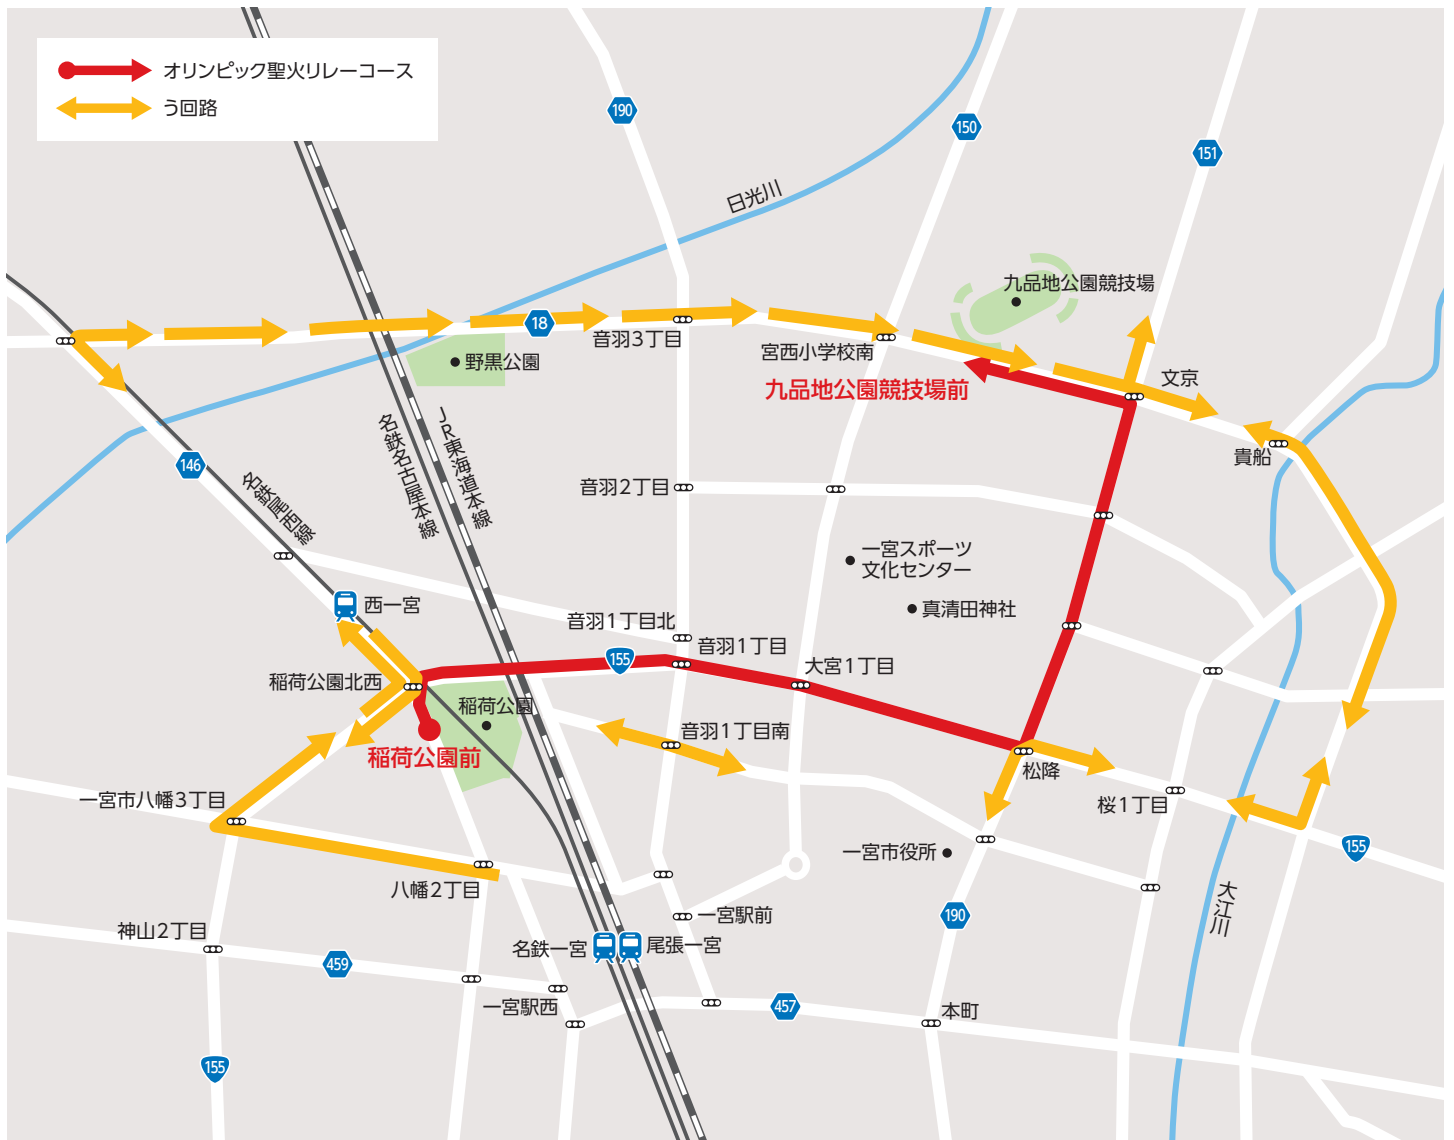 オリンピック聖火リレーコース
う回路
190
150
151
日光川
九品地公園競技場
18
音羽3丁目
宮西小学校南
野黒公園
九品地公園競技場前
文京
JR東海道本線
名鉄名古屋本線
貴船
146
名鉄尾西線
音羽2丁目
一宮スポーツ
文化センター
西一宮
真清田神社
音羽1丁目北
音羽1丁目
155
大宮1丁目
稲荷公園北西
稲荷公園
音羽1丁目南
稲荷公園前
松降
一宮市八幡3丁目
桜1丁目
155
一宮市役所
八幡2丁目
大江川
一宮駅前
190
神山2丁目
名鉄一宮
尾張一宮
459
一宮駅西
457
本町
155